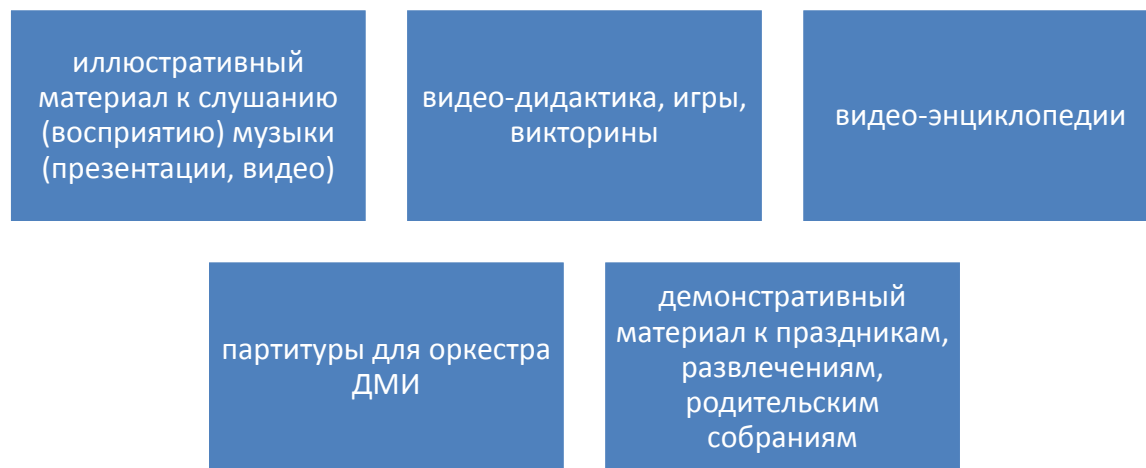 иллюстративный
материал к слушанию
(восприятию) музыки
(презентации, видео)
видео-дидактика, игры,
викторины
видео-энциклопедии
партитуры для оркестра
ДМИ
демонстративный
материал к праздникам,
развлечениям,
родительским
собраниям